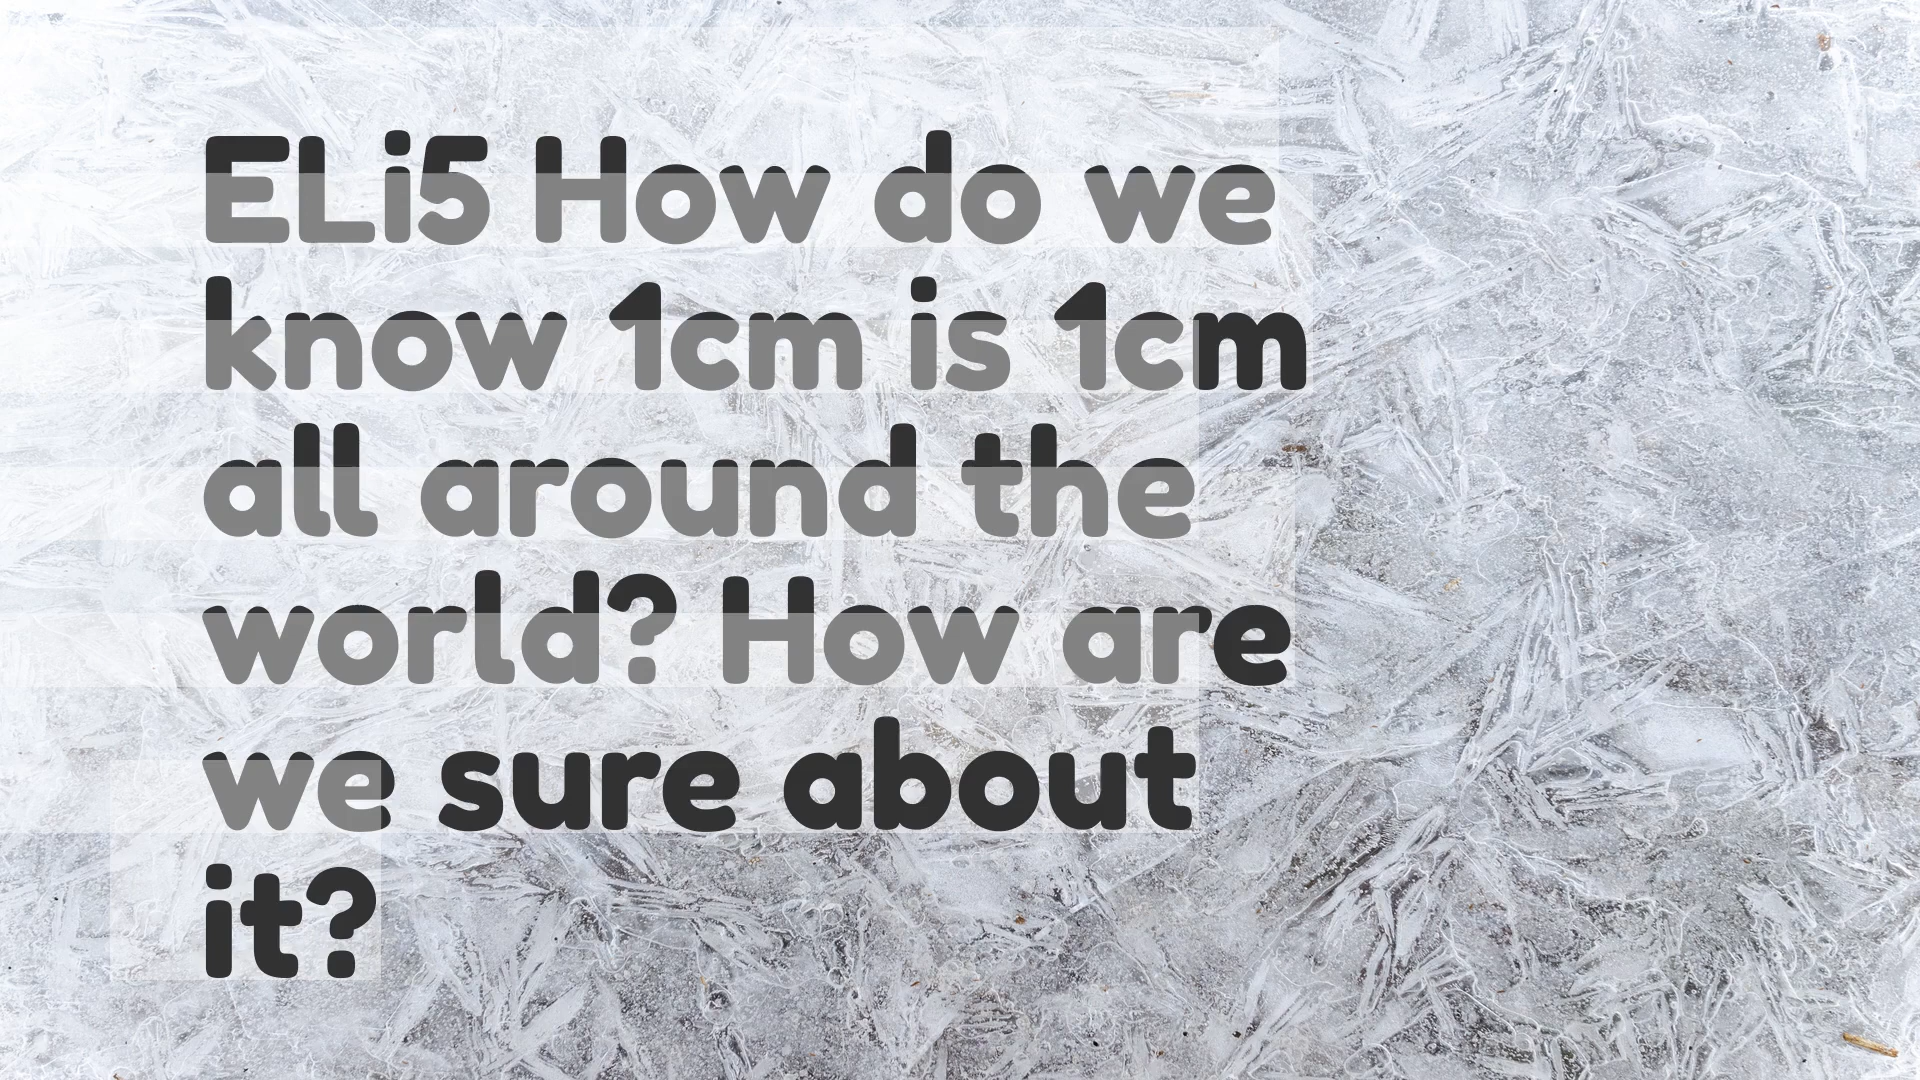 ELi5 How do we
know 1cm is 1cm
all around the
world? How are
we sure about
it?